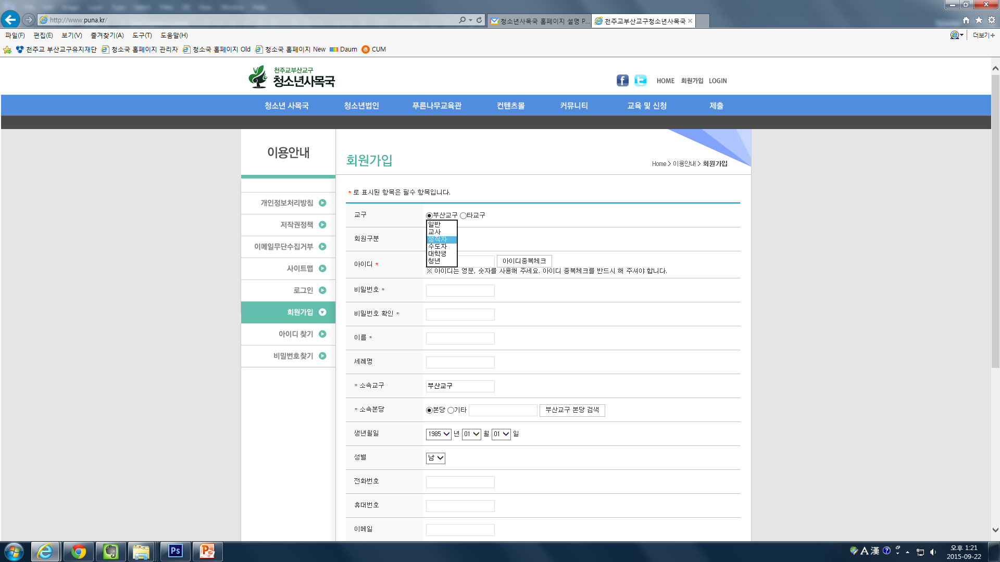 http://www.puna.kr/
청소년사목국 홈페이지 설명 P...
천주교부산교구청소년사목국
파일(F) 편집(E) 보기(V) 즐겨찾기(A) 도구(T) 도움말(H)
더보기
천주교 부산교구유지재단 청소국 홈페이지 관리자 청소국 홈페이지 Old 청소국 홈페이지 New Daum CUM
천주교부산교구
청소년사목국
HOME 회원가입 LOGIN
청소년 사목국 청소년법인 푸른나무교육관 컨텐츠몰 커뮤니티 교육 및 신청 제출
이용안내
개인정보처리방침
저작권정책
이메일무단수집거부
사이트맵
로그인
회원가입
아이디 찾기
비밀번호찾기
회원가입
Home > 이용안내 > 회원가입
* 로 표시된 항목은 필수 항목입니다.
교구 부산교구 타교구
회원구분
일반
교사
성직자
수도자
대학생
청년
아이디 * 아이디중복체크
※ 아이디는 영문, 숫자를 사용해 주세요. 아이디 중복체크를 반드시 해 주셔야 합니다.
비밀번호 *
비밀번호 확인 *
이름 *
세례명
* 소속교구 부산교구
* 소속본당 본당 기타 부산교구 본당 검색
생년월일 1985 년 01 월 01 일
성별 남
전화번호
휴대번호
이메일
Ps
A 漢
오후 1:21
2015-09-22